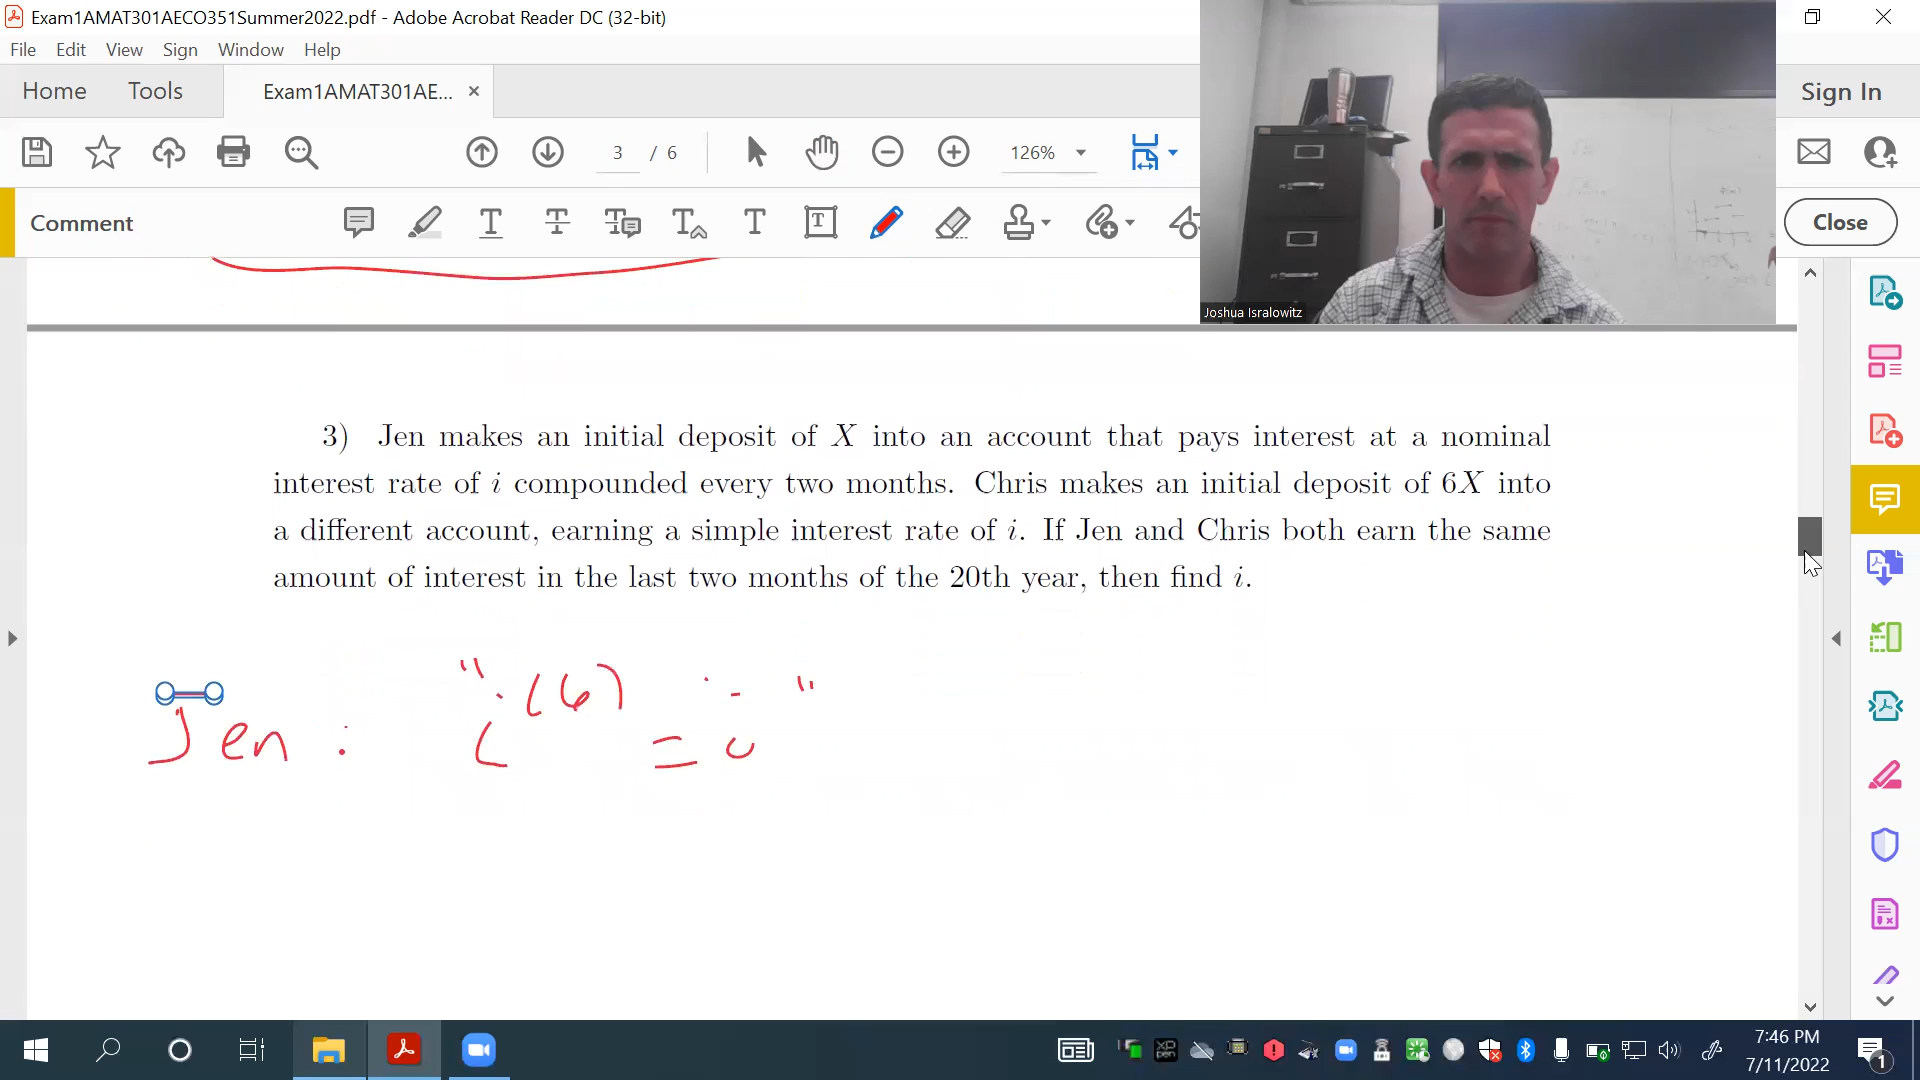 Exam1AMAT301AECO351Summer2022.pdf - Adobe Acrobat Reader DC (32-bit)
File Edit View Sign Window Help
Home Tools Exam1AMAT301AE... × Sign In
3 / 6 126%
Comment Close
Joshua Isralowitz
3) Jen makes an initial deposit of X into an account that pays interest at a nominal
interest rate of i compounded every two months. Chris makes an initial deposit of 6X into
a different account, earning a simple interest rate of i. If Jen and Chris both earn the same
amount of interest in the last two months of the 20th year, then find i.
Jen : "i(6) = i"
7:46 PM
7/11/2022
1